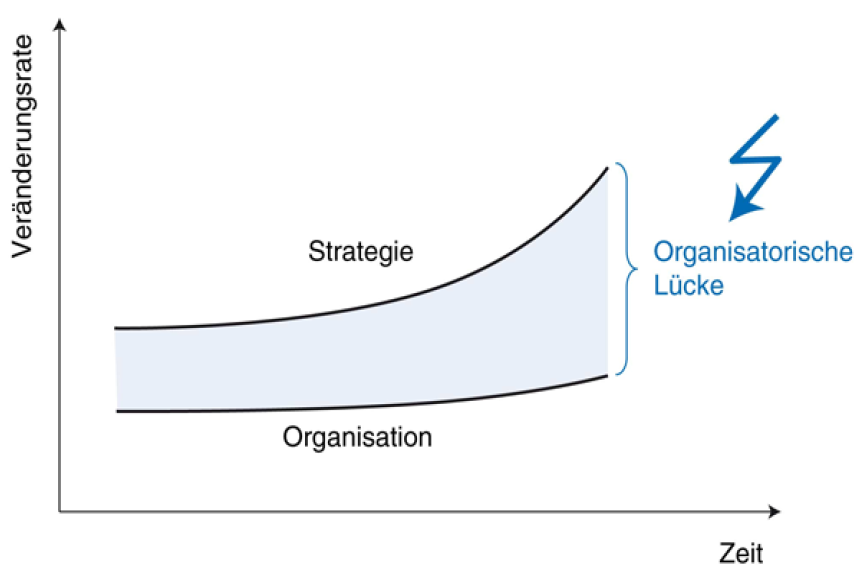 Veränderungsrate
Strategie
Organisatorische
Lücke
Organisation
Zeit